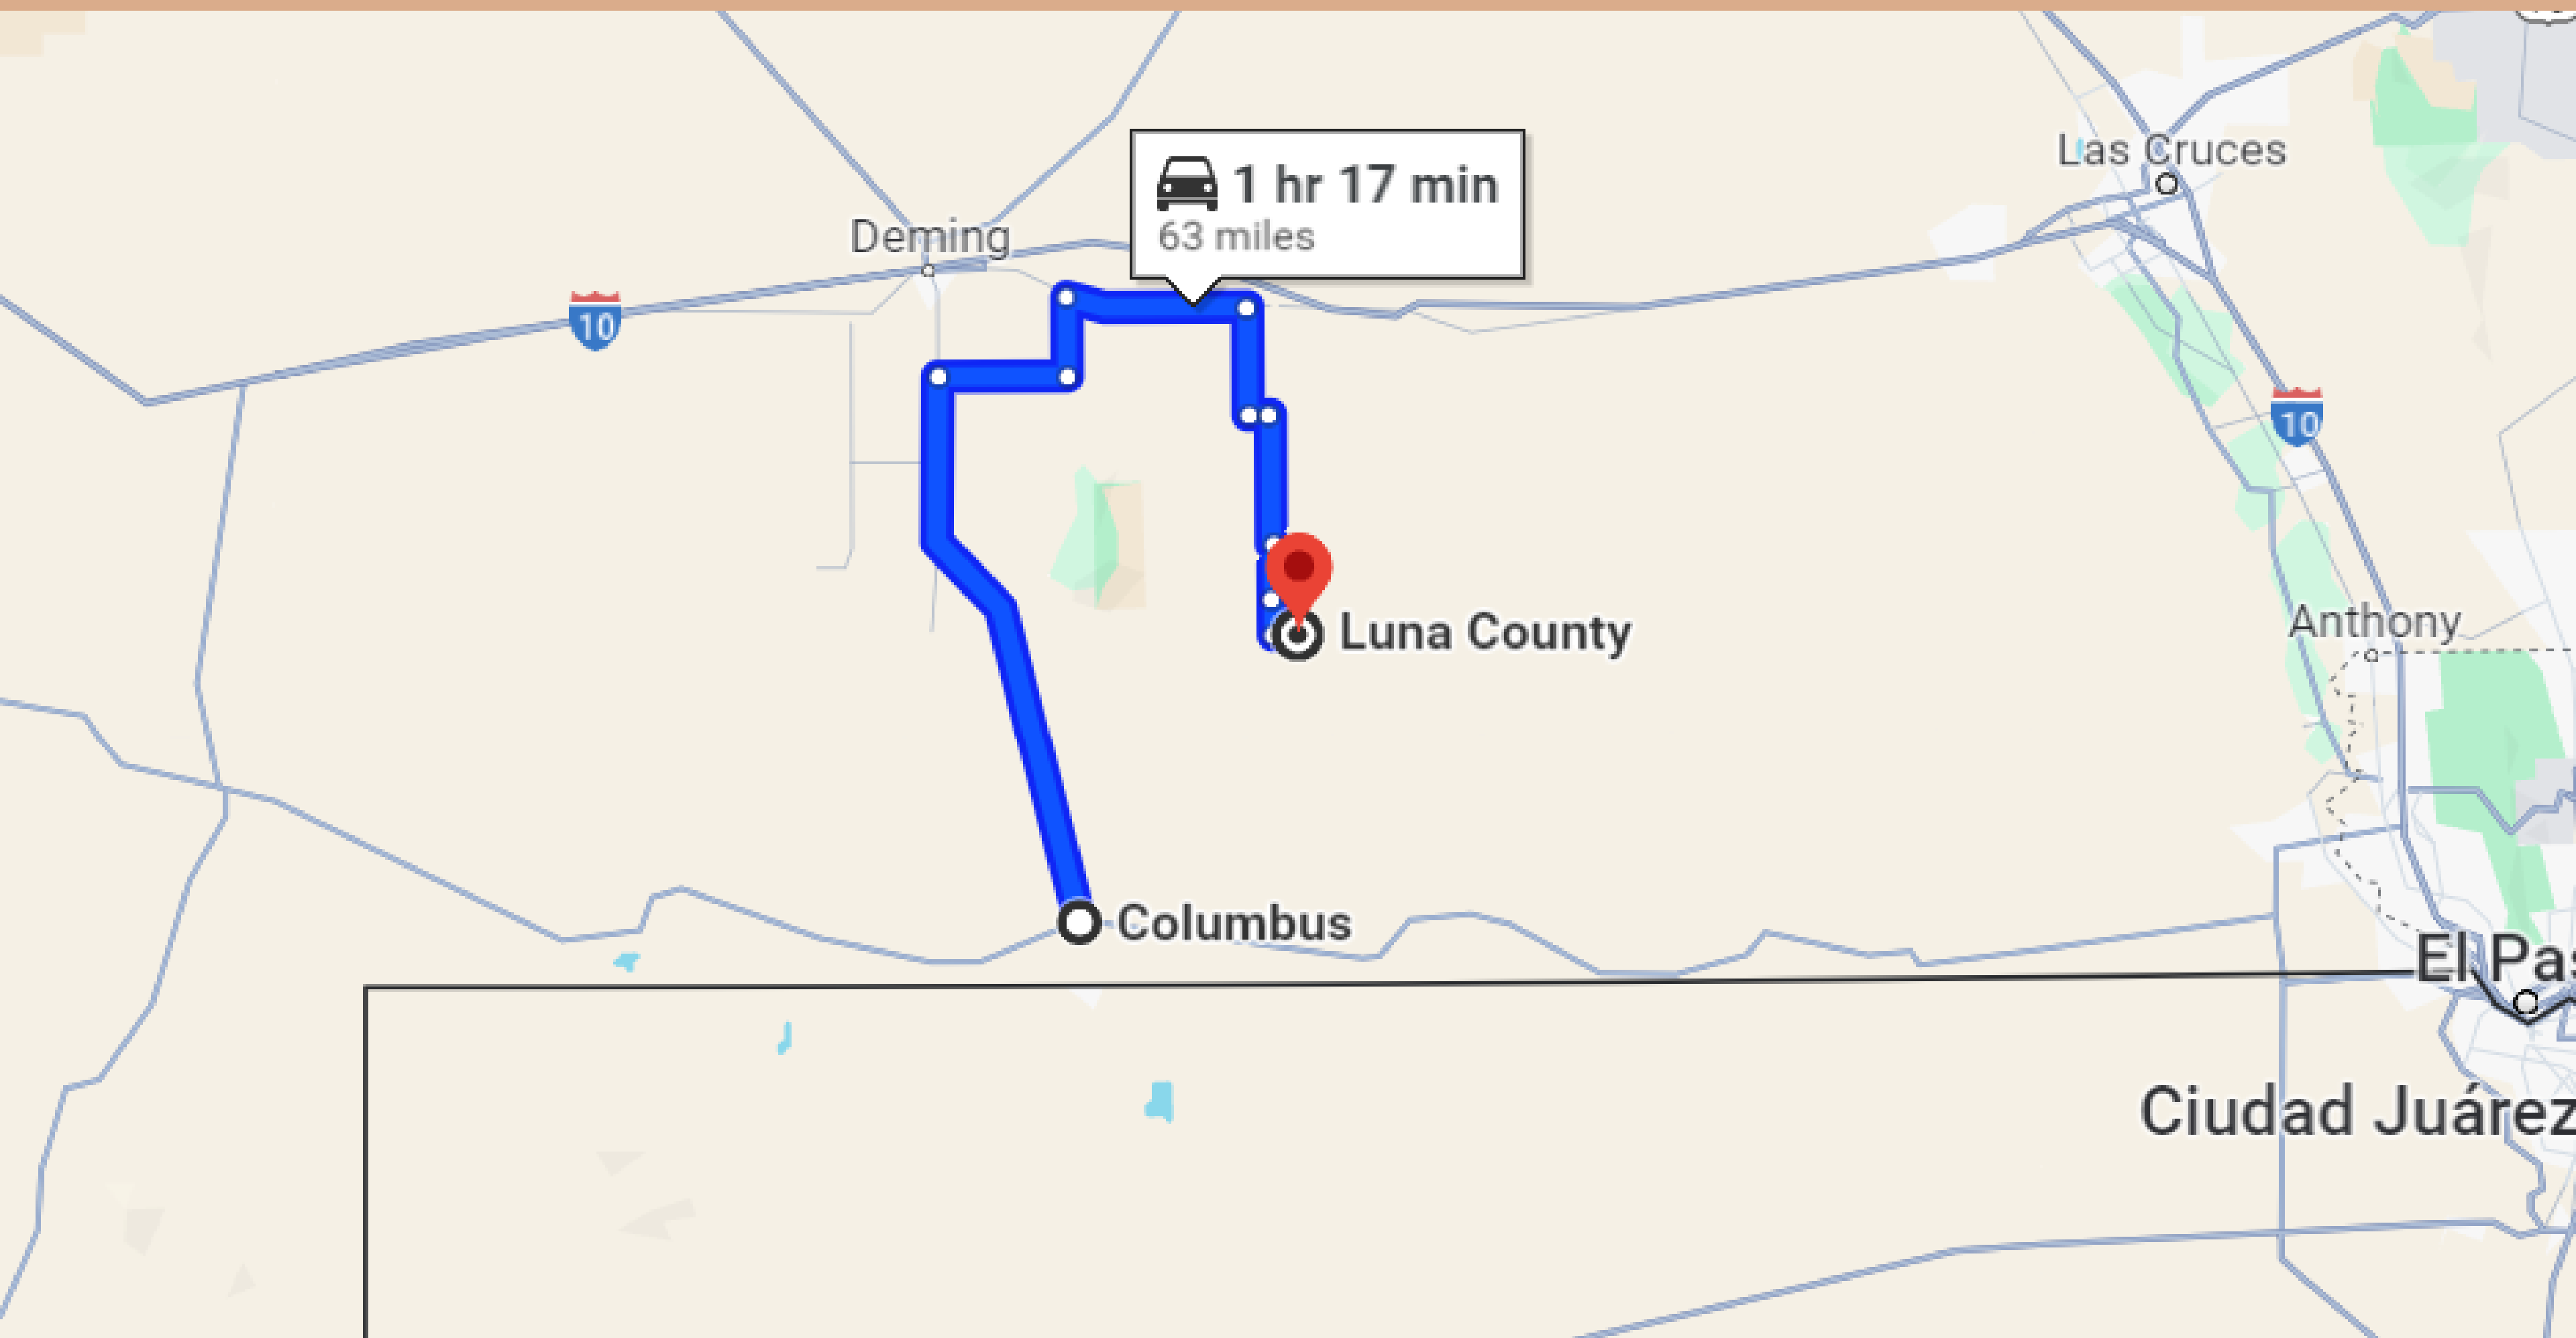 Las Cruces
1 hr 17 min
63 miles
Deming
10
10
Anthony
Luna County
Columbus
Ciudad Juárez